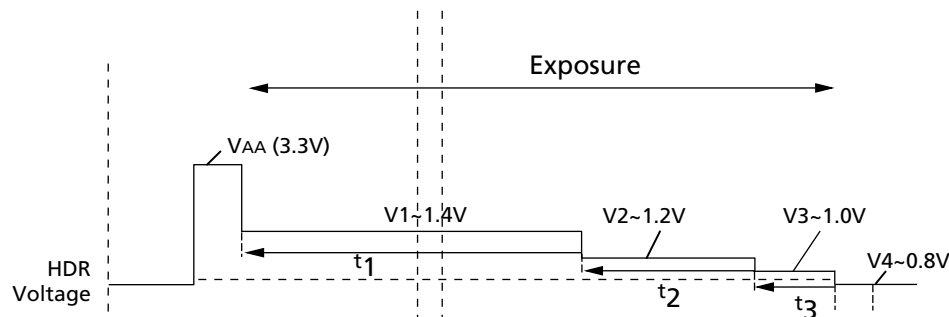 Exposure
VAA (3.3V)
V1~1.4V
V2~1.2V
V3~1.0V
t1
HDR
Voltage
V4~0.8V
t2
t3